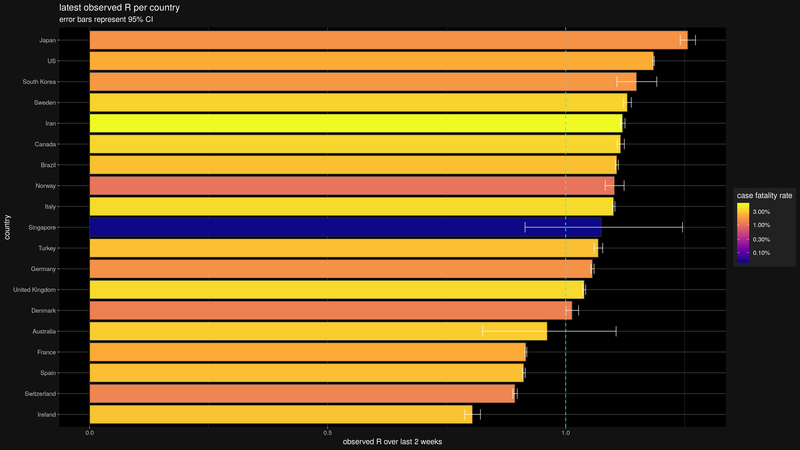 latest observed R per country
error bars represent 95% CI
country
Japan
US
South Korea
Sweden
Iran
Canada
Brazil
Norway
Italy
Singapore
Turkey
Germany
United Kingdom
Denmark
Australia
France
Spain
Switzerland
Ireland
0.0
0.5
1.0
observed R over last 2 weeks
case fatality rate
3.00%
1.00%
0.30%
0.10%